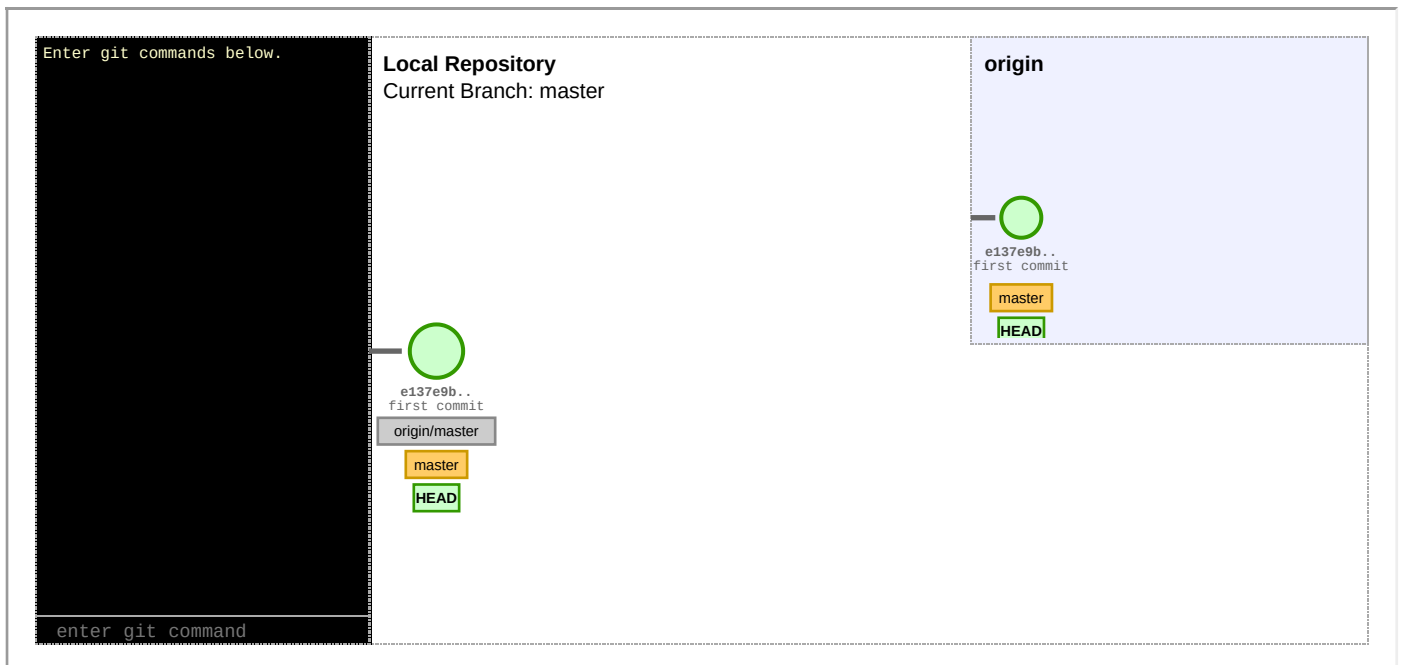 Enter git commands below.
enter git command
Local Repository
Current Branch: master
e137e9b..
first commit
origin/master
master
HEAD
origin
e137e9b..
first commit
master
HEAD